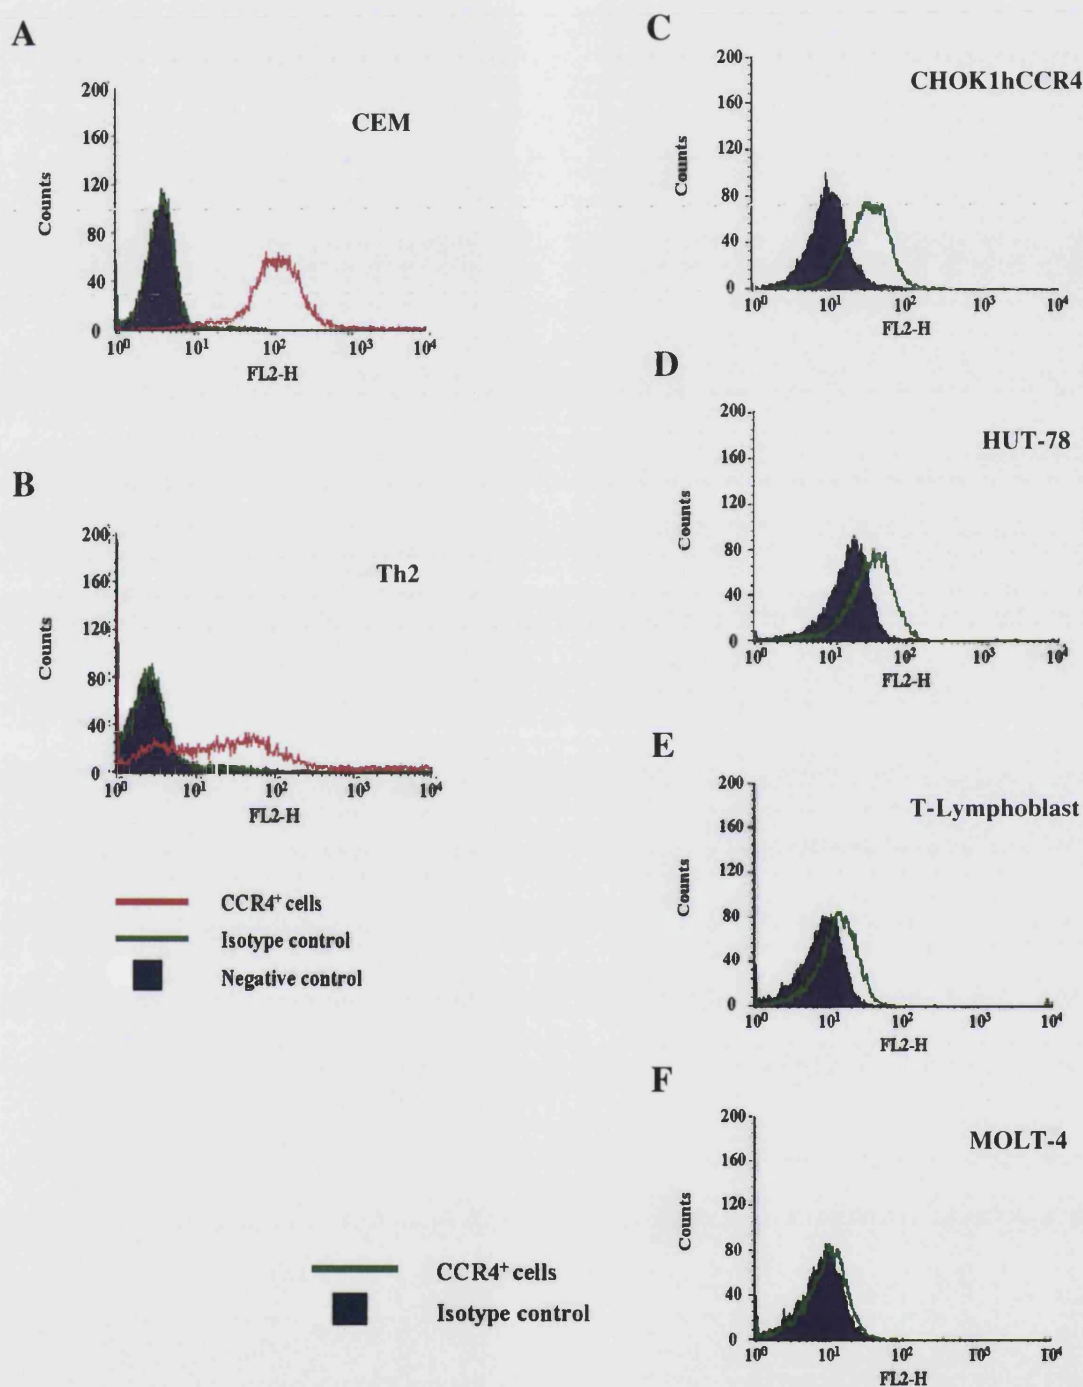 A
CEM
200
160
120
80
40
0
Counts
10⁰ 10¹ 10² 10³ 10⁴
FL2-H
B
Th2
200
160
120
80
40
0
Counts
10⁰ 10¹ 10² 10³ 10⁴
FL2-H
CCR4⁺ cells
Isotype control
Negative control
C
CHOK1hCCR4
200
160
120
80
40
0
Counts
10⁰ 10¹ 10² 10³ 10⁴
FL2-H
D
HUT-78
200
160
120
80
40
0
Counts
10⁰ 10¹ 10² 10³ 10⁴
FL2-H
E
T-Lymphoblast
200
160
120
80
40
0
Counts
10⁰ 10¹ 10² 10³ 10⁴
FL2-H
F
MOLT-4
200
160
120
80
40
0
Counts
10⁰ 10¹ 10² 10³ 10⁴
FL2-H
CCR4⁺ cells
Isotype control